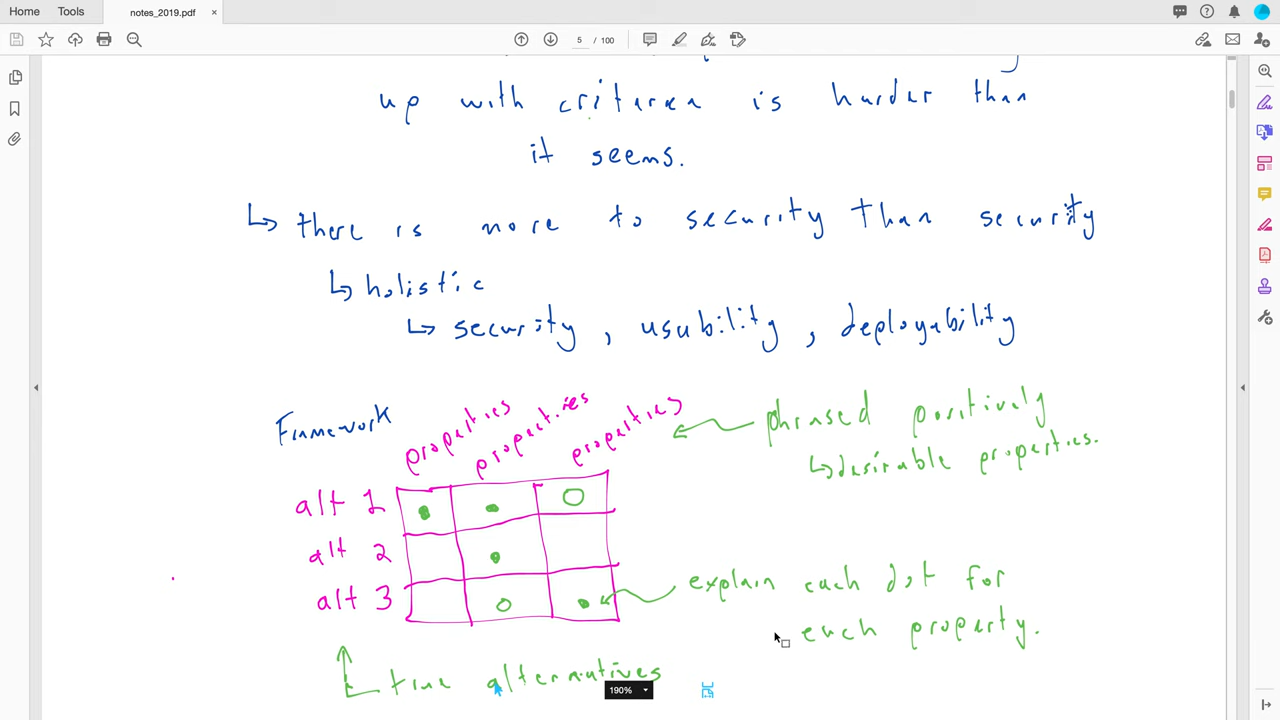 Home Tools notes_2019.pdf ×
5 / 100
up with criterea is harder than
it seems.
↳ there is more to security than security
↳ holistic
↳ security, usability, deployability
Framework
properties properties properties
phrased positively
↳ desirable properties.
alt 1
alt 2
alt 3
explain each dot for
each property.
true alternatives
190%